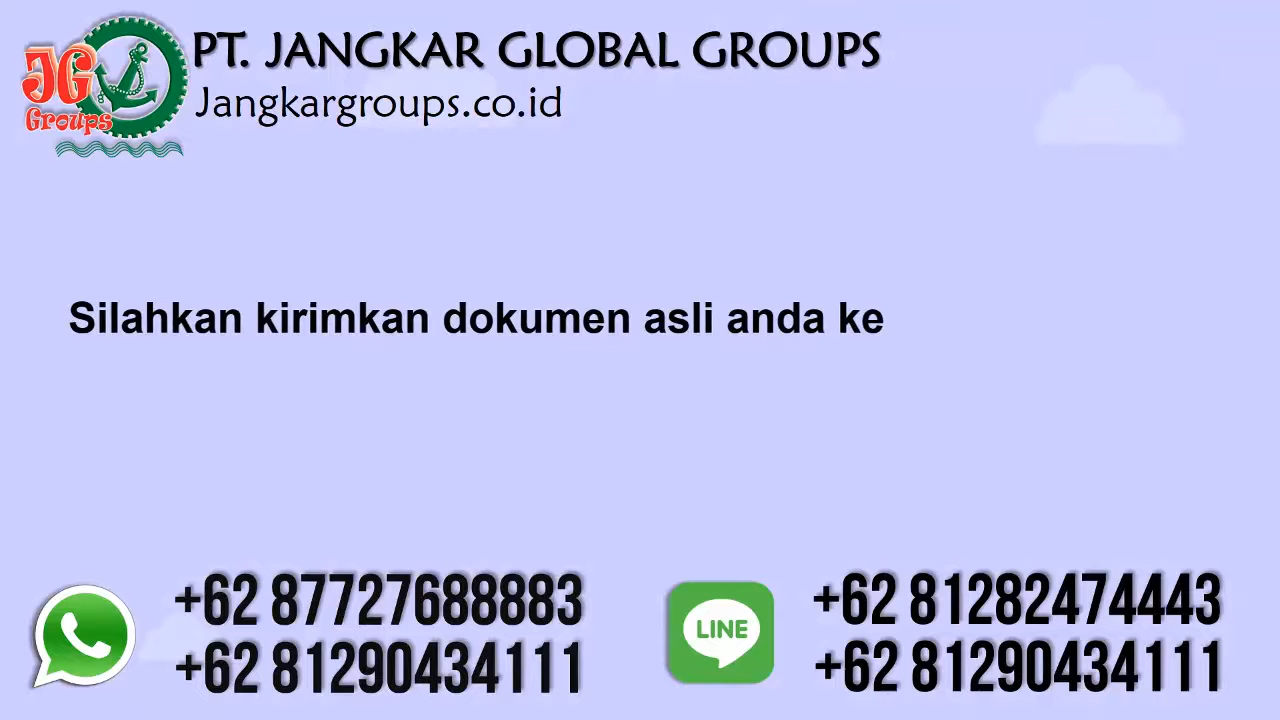 JG
Groups
PT. JANGKAR GLOBAL GROUPS
Jangkargroups.co.id
Silahkan kirimkan dokumen asli anda ke
+62 87727688883
+62 81290434111
LINE
+62 81282474443
+62 81290434111